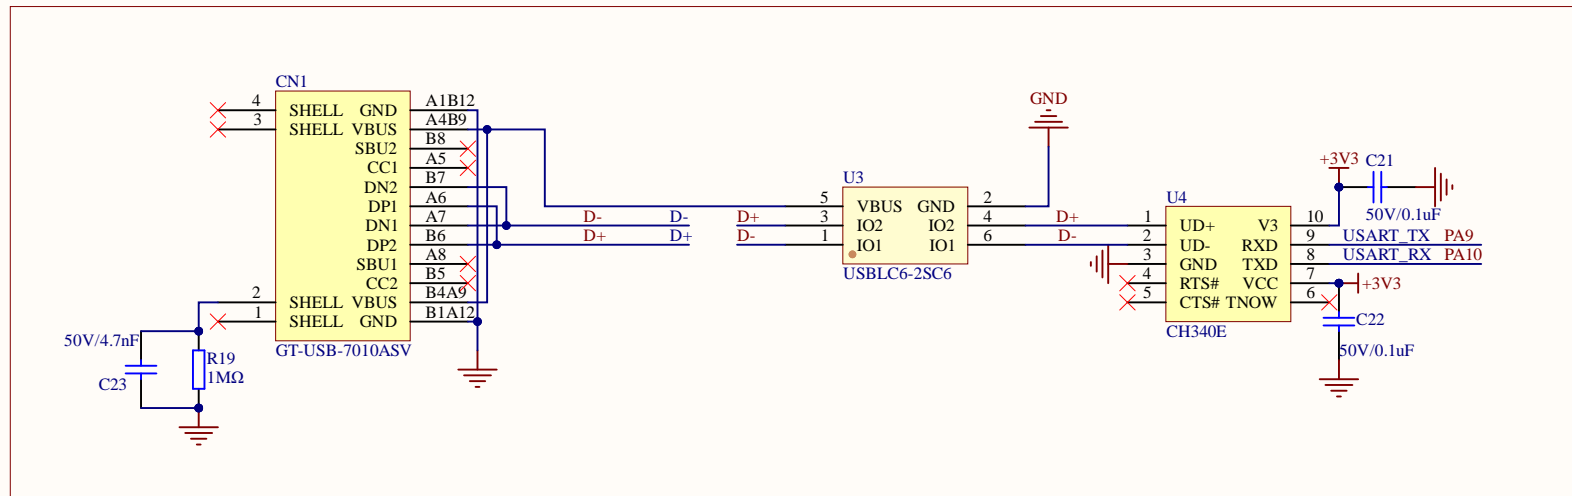 CN1
4 SHELL GND A1B12
3 SHELL VBUS A4B9
SBU2 B8
CC1 A5
DN2 B7
DP1 A6
DN1 A7
DP2 B6
SBU1 A8
CC2 B5
2 SHELL VBUS B4A9
1 SHELL GND B1A12
GT-USB-7010ASV
50V/4.7nF
C23
R19
1MΩ
D- D- D+
D+ D+ D-
U3
5 VBUS GND 2
3 IO2 IO2 4
1 IO1 IO1 6
USBLC6-2SC6
GND
D+
D-
U4
1 UD+ V3 10
2 UD- RXD 9
3 GND TXD 8
4 RTS# VCC 7
5 CTS# TNOW 6
CH340E
+3V3
C21
50V/0.1uF
USART_TX PA9
USART_RX PA10
+3V3
C22
50V/0.1uF